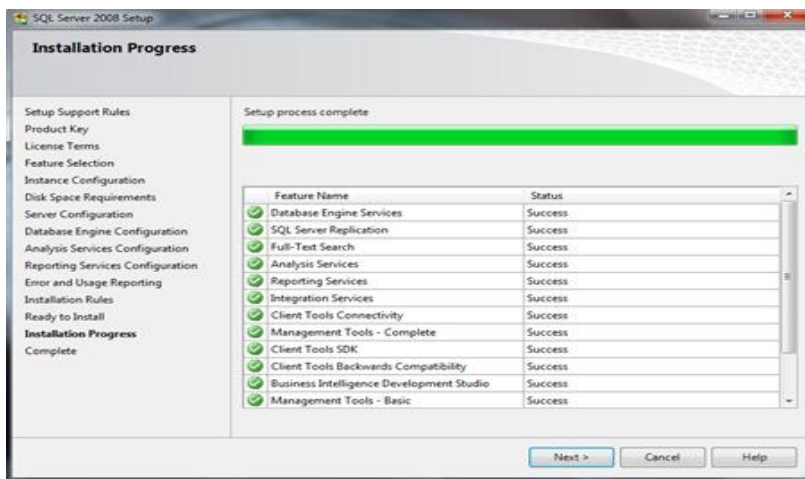 SQL Server 2008 Setup
Installation Progress
Setup Support Rules
Product Key
License Terms
Feature Selection
Instance Configuration
Disk Space Requirements
Server Configuration
Database Engine Configuration
Analysis Services Configuration
Reporting Services Configuration
Error and Usage Reporting
Installation Rules
Ready to Install
Installation Progress
Complete
Setup process complete
Feature Name Status
Database Engine Services Success
SQL Server Replication Success
Full-Text Search Success
Analysis Services Success
Reporting Services Success
Integration Services Success
Client Tools Connectivity Success
Management Tools - Complete Success
Client Tools SDK Success
Client Tools Backwards Compatibility Success
Business Intelligence Development Studio Success
Management Tools - Basic Success
Next > Cancel Help